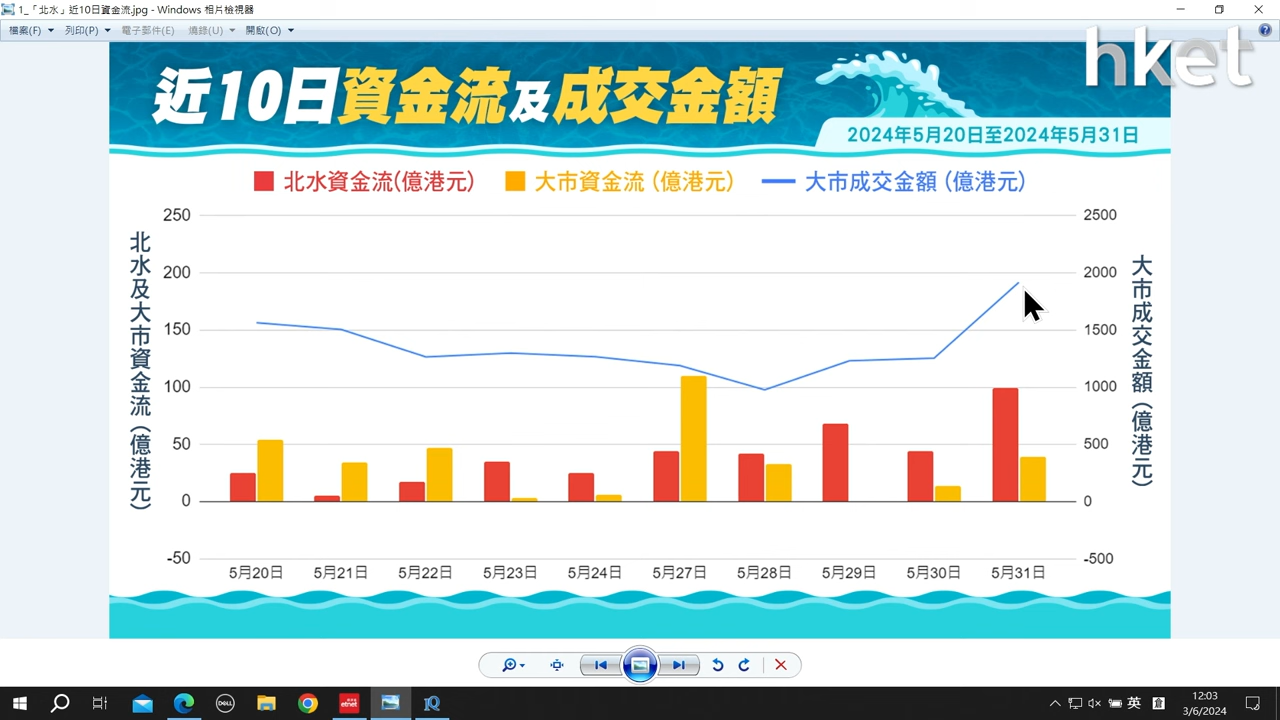 1_「北水」近10日資金流.jpg - Windows 相片檢視器
檔案(F) 列印(P) 電子郵件(E) 燒錄(U) 開啟(O)
hket
近10日資金流及成交金額
2024年5月20日至2024年5月31日
北水資金流(億港元) 大市資金流 (億港元) 大市成交金額 (億港元)
北水及大市資金流(億港元)
250
200
150
100
50
0
-50
2500
2000
1500
1000
500
0
-500
大市成交金額(億港元)
5月20日 5月21日 5月22日 5月23日 5月24日 5月27日 5月28日 5月29日 5月30日 5月31日
DELL
etnet
IQ
英
12:03
3/6/2024